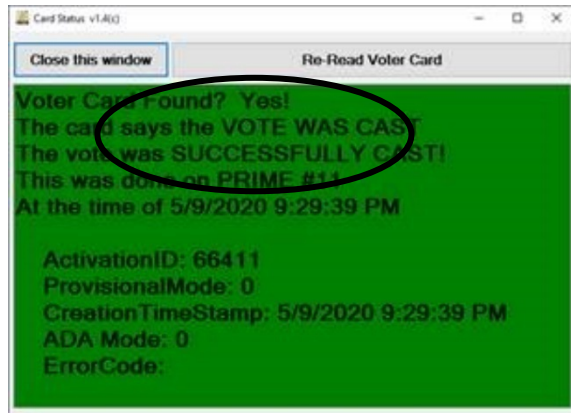 Card Status v1.4(c)
Close this window
Re-Read Voter Card
Voter Card Found? Yes!
The card says the VOTE WAS CAST
The vote was SUCCESSFULLY CAST!
This was done on PRIME #11
At the time of 5/9/2020 9:29:39 PM
ActivationID: 66411
ProvisionalMode: 0
CreationTimeStamp: 5/9/2020 9:29:39 PM
ADA Mode: 0
ErrorCode: